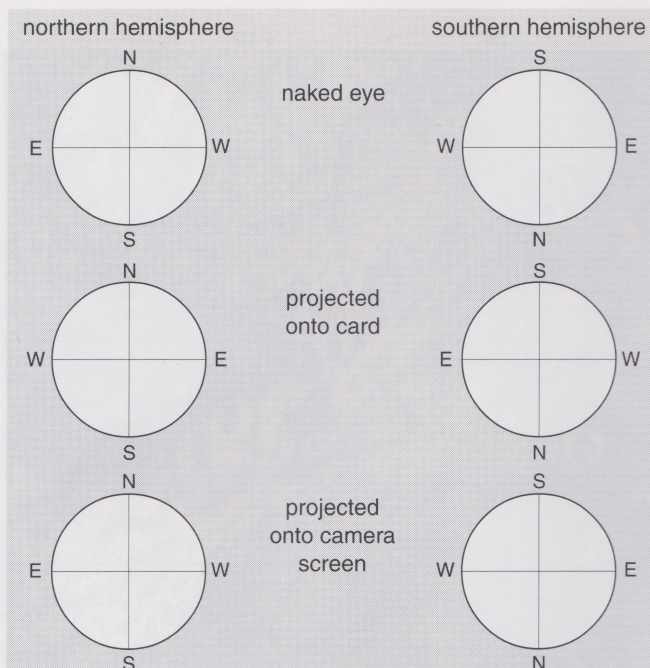 northern hemisphere
southern hemisphere
N
S
naked eye
E
W
W
E
S
N
N
S
projected
onto card
W
E
E
W
S
N
N
S
projected
onto camera
screen
E
W
W
E
S
N